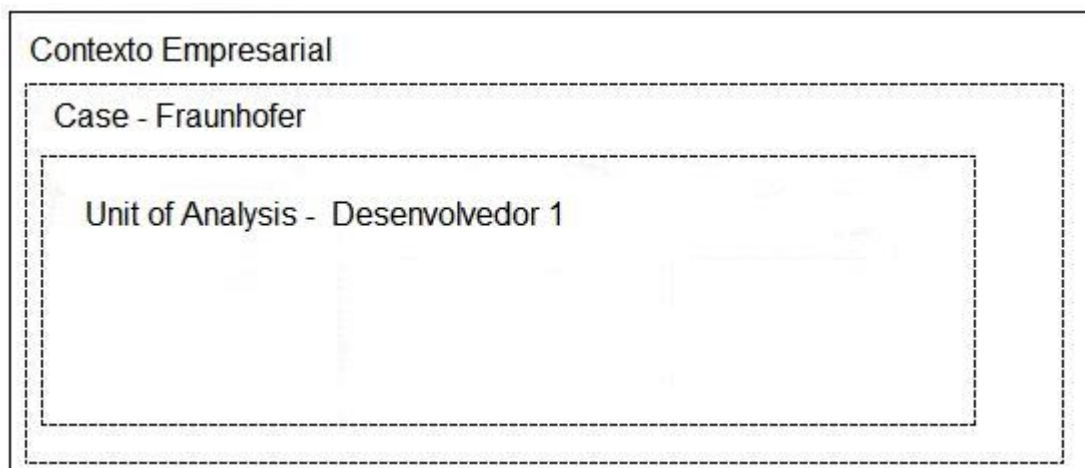 Contexto Empresarial
Case - Fraunhofer
Unit of Analysis - Desenvolvedor 1